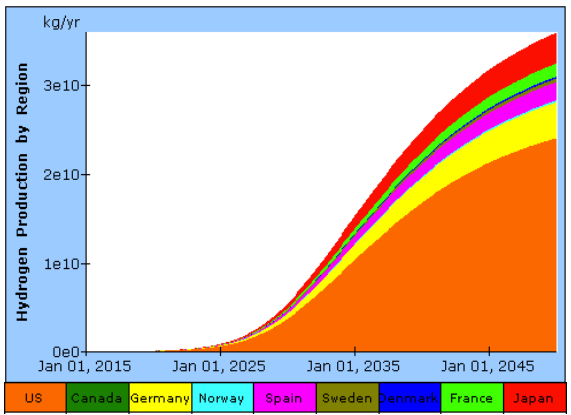 kg/yr
Hydrogen Production by Region
3e10
2e10
1e10
0e0
Jan 01, 2015 Jan 01, 2025 Jan 01, 2035 Jan 01, 2045
US Canada Germany Norway Spain Sweden Denmark France Japan